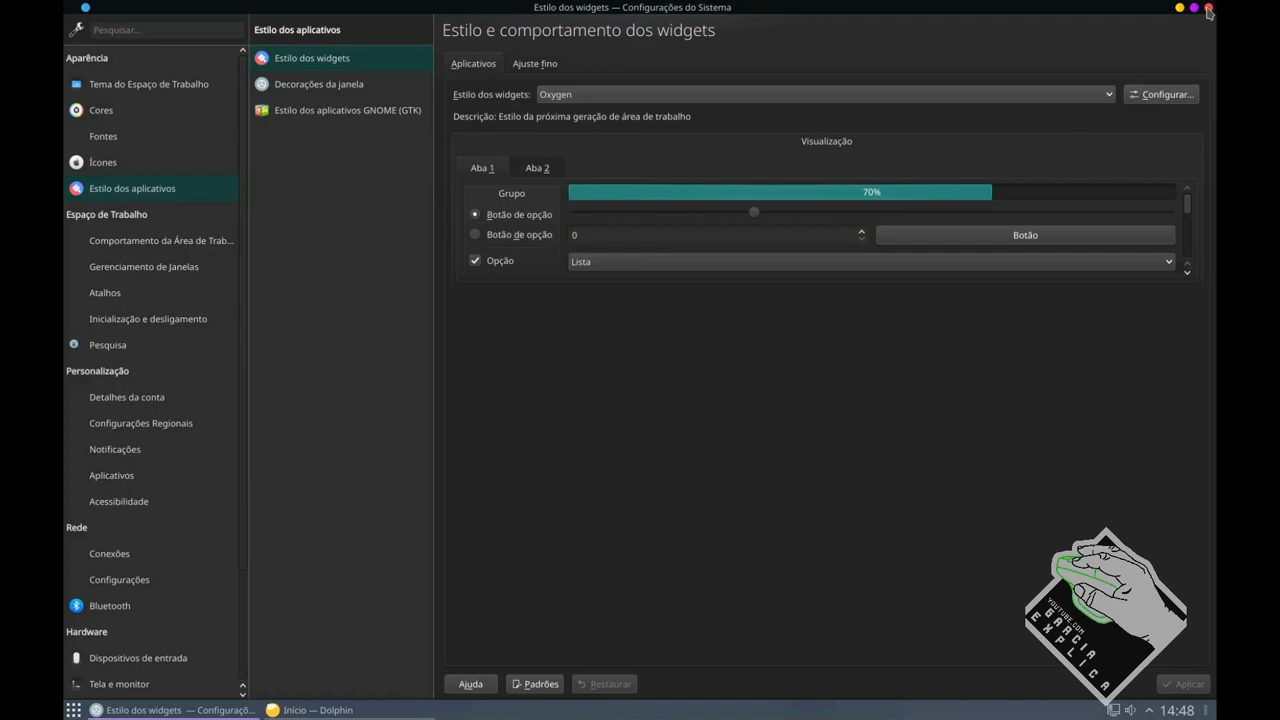 Estilo dos widgets — Configurações do Sistema
Pesquisar...
Aparência
Tema do Espaço de Trabalho
Cores
Fontes
Ícones
Estilo dos aplicativos
Espaço de Trabalho
Comportamento da Área de Trab...
Gerenciamento de Janelas
Atalhos
Inicialização e desligamento
Pesquisa
Personalização
Detalhes da conta
Configurações Regionais
Notificações
Aplicativos
Acessibilidade
Rede
Conexões
Configurações
Bluetooth
Hardware
Dispositivos de entrada
Tela e monitor
Estilo dos aplicativos
Estilo dos widgets
Decorações da janela
Estilo dos aplicativos GNOME (GTK)
Estilo e comportamento dos widgets
Aplicativos Ajuste fino
Estilo dos widgets: Oxygen Configurar...
Descrição: Estilo da próxima geração de área de trabalho
Visualização
Aba 1 Aba 2
Grupo 70%
Botão de opção
Botão de opção 0 Botão
Opção Lista
YOUTUBE.COM
GARCIA
EXPLICA
Ajuda Padrões Restaurar Aplicar
Estilo dos widgets — Configuraçõ... Início — Dolphin 14:48